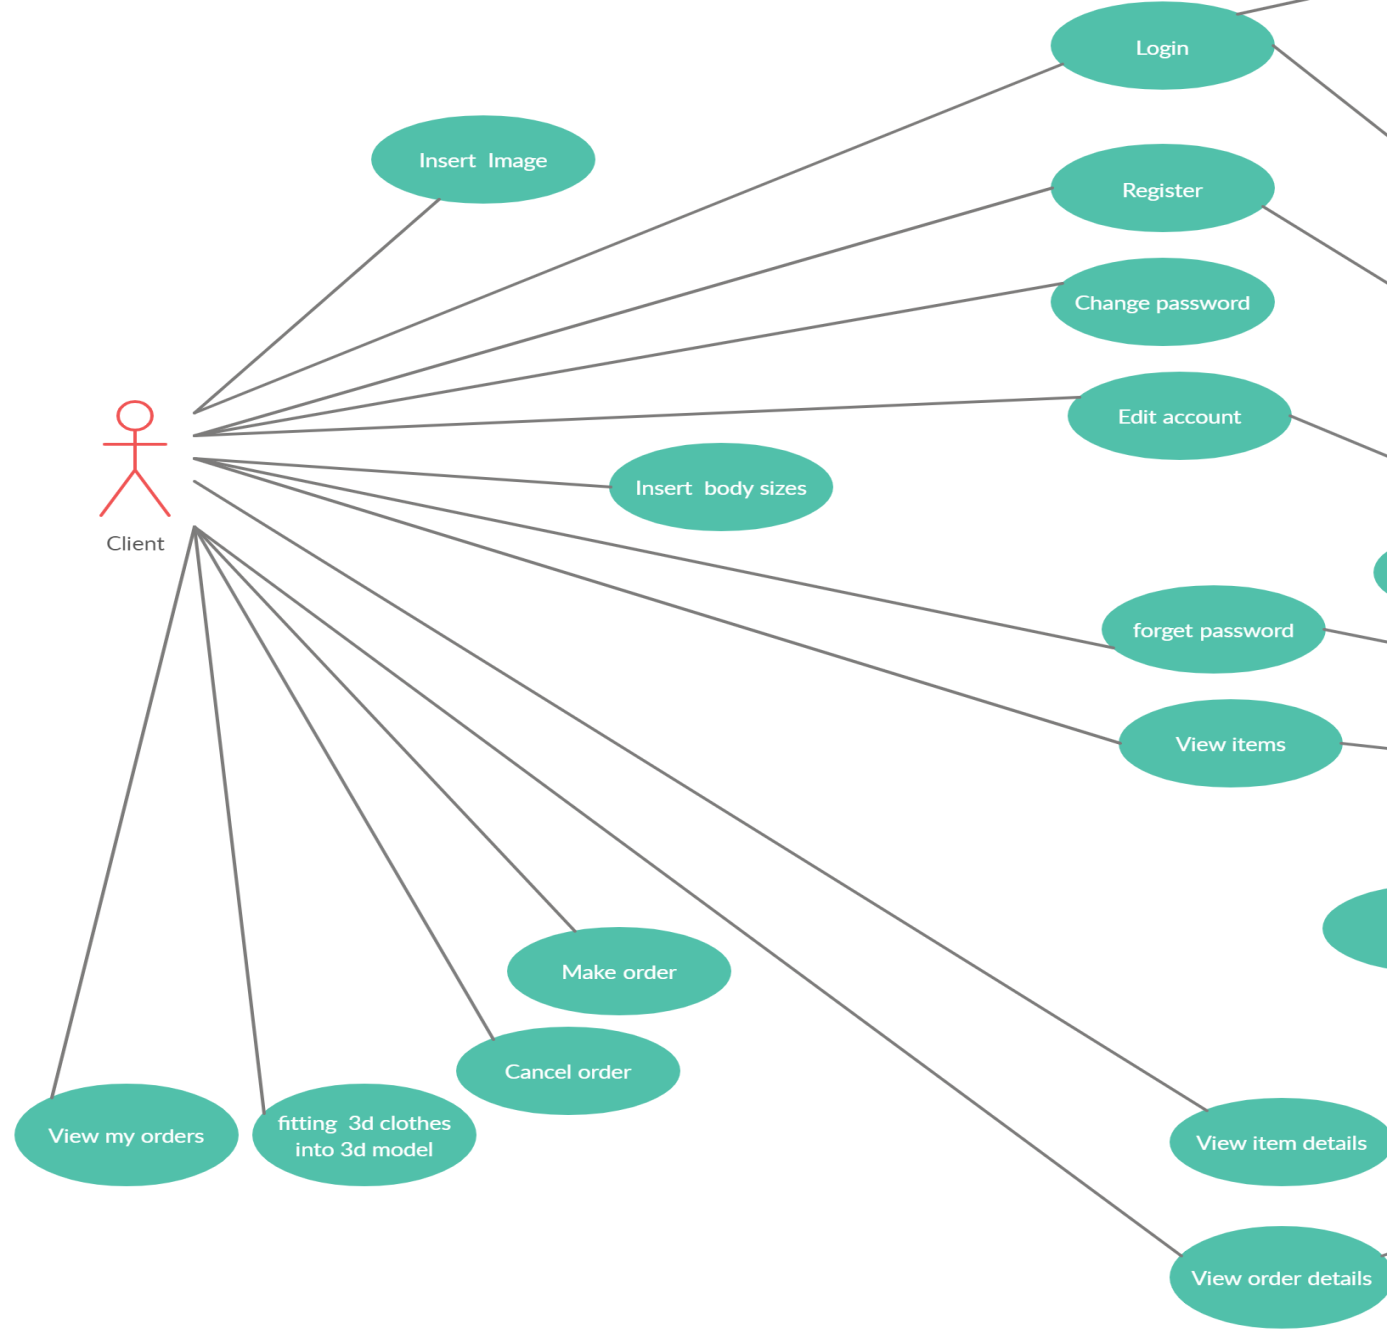 Login
Insert  Image
Register
Change password
Edit account
Insert  body sizes
Client
forget password
View items
Make order
Cancel order
fitting  3d clothes
into 3d model
View my orders
View item details
View order details